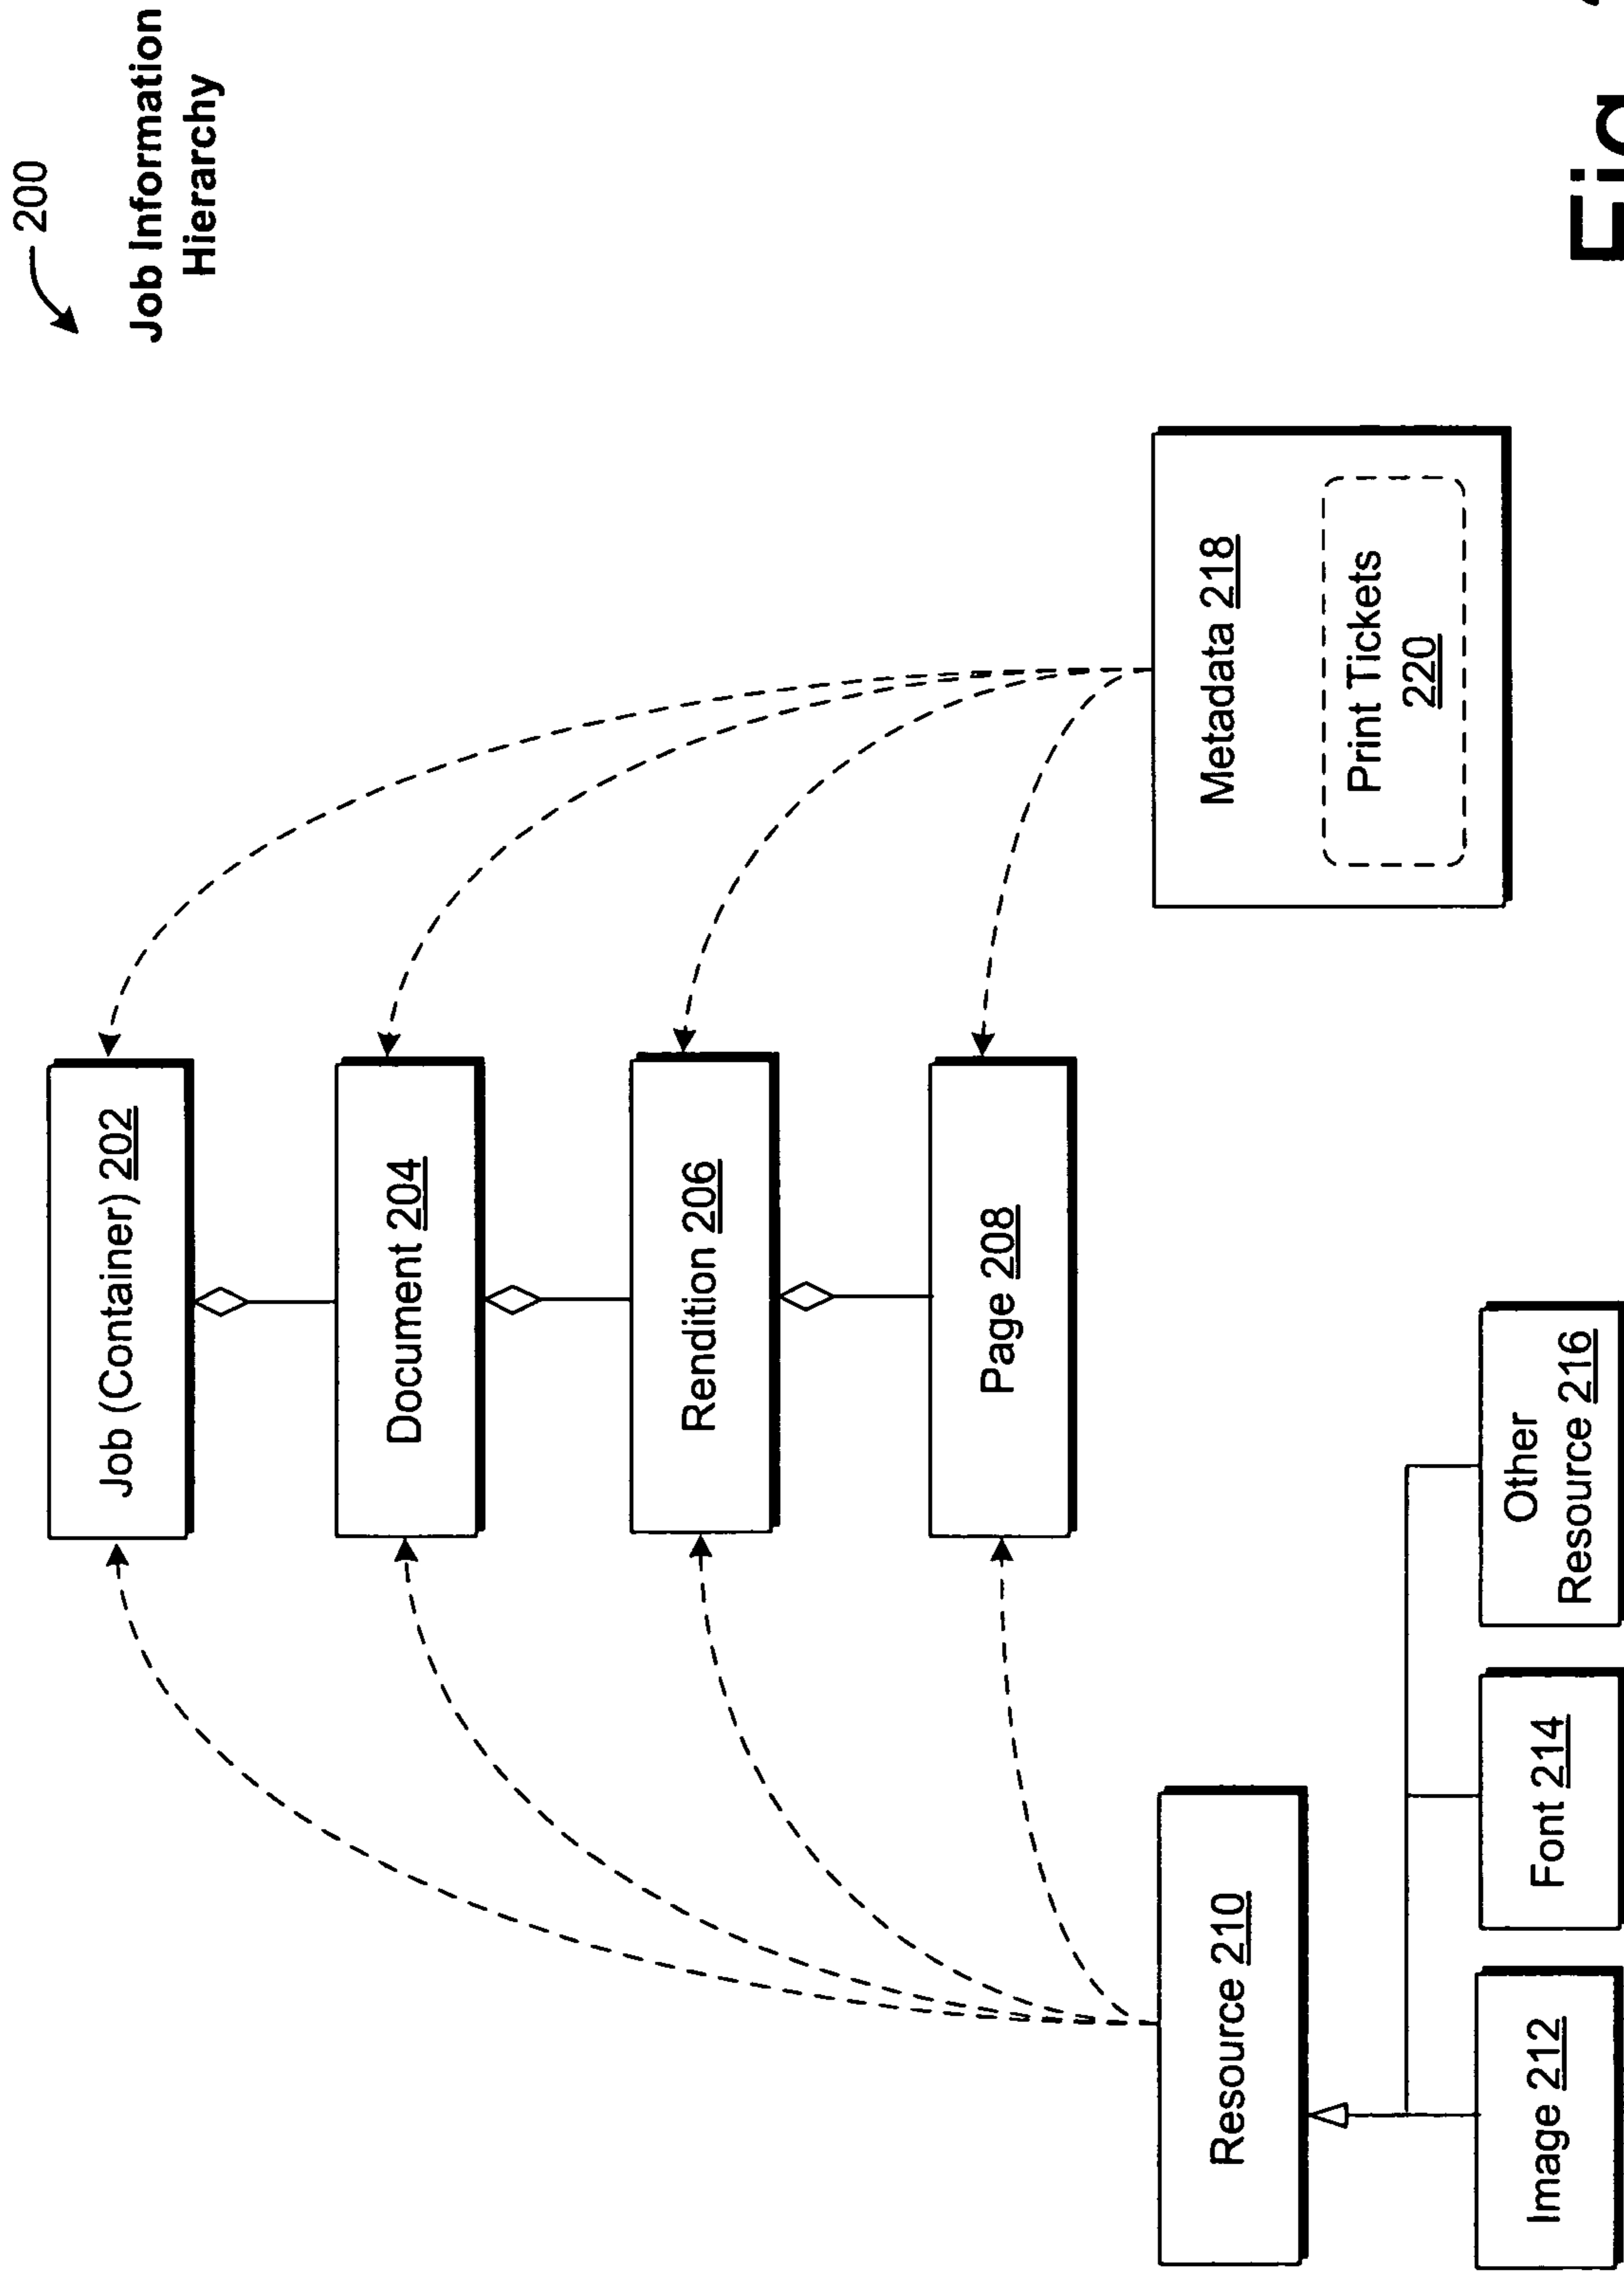 200
Job Information
Hierarchy
Job (Container) 202
Document 204
Rendition 206
Page 208
Resource 210
Metadata 218
Print Tickets
220
Image 212
Font 214
Other
Resource 216